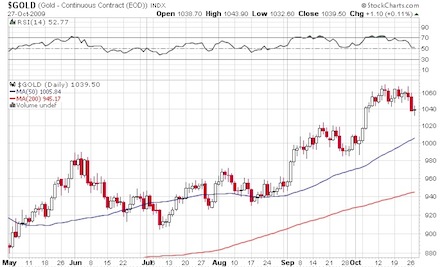 $GOLD (Gold - Continuous Contract (EOD)) INDX
© StockCharts.com
27-Oct-2009 Open 1038.70 High 1043.90 Low 1032.60 Close 1039.50 Chg +1.10 (+0.11%)
RSI(14) 52.77
90
70
50
30
10
$GOLD (Daily) 1039.50
MA(50) 1005.84
MA(200) 945.17
Volume undef
1060
1040
1020
1000
980
960
940
920
900
880
May 11 18 26 Jun 8 15 22 Jul 6 13 20 27 Aug 10 17 24 Sep 8 14 21 28 Oct 12 19 26